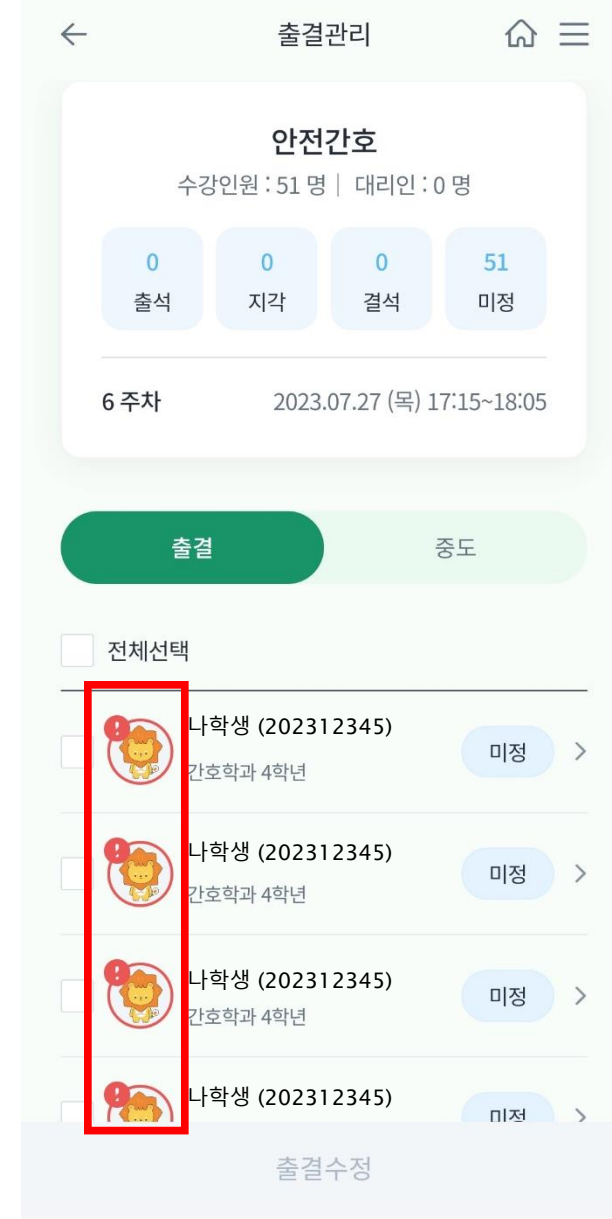 출결관리
안전간호
수강인원 : 51 명 | 대리인 : 0 명
0 0 0 51
출석 지각 결석 미정
6 주차 2023.07.27 (목) 17:15~18:05
출결 중도
전체선택
나학생 (202312345)
간호학과 4학년
미정
나학생 (202312345)
간호학과 4학년
미정
나학생 (202312345)
간호학과 4학년
미정
나학생 (202312345)
미정
출결수정